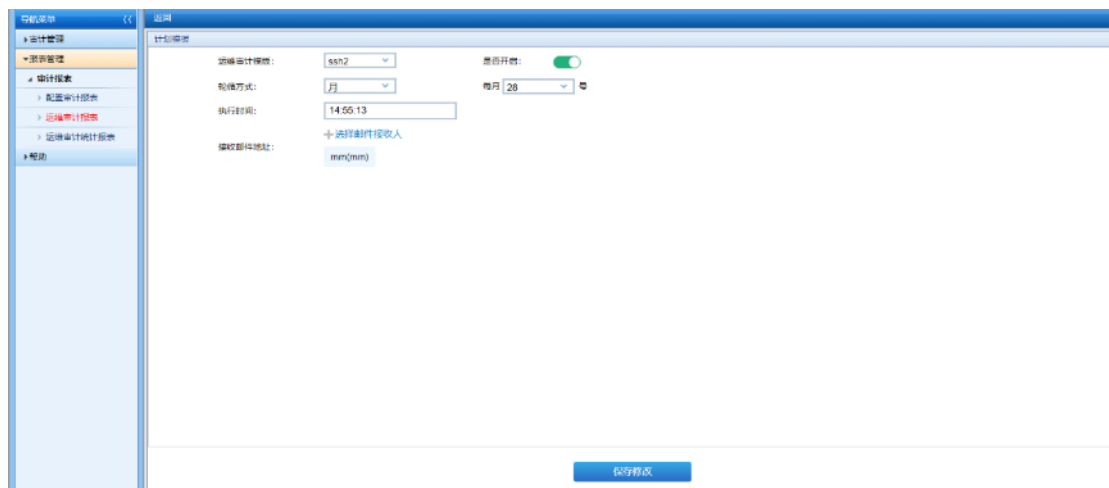 导航菜单
返回
审计管理
计划编辑
报表管理
运维审计模版: ssh2 是否开启:
审计报表
轮循方式: 月 每月 28 号
配置审计报表
执行时间: 14:55:13
运维审计报表
选择邮件接收人
运维审计统计报表
接收邮件地址:
mm(mm)
帮助
保存修改